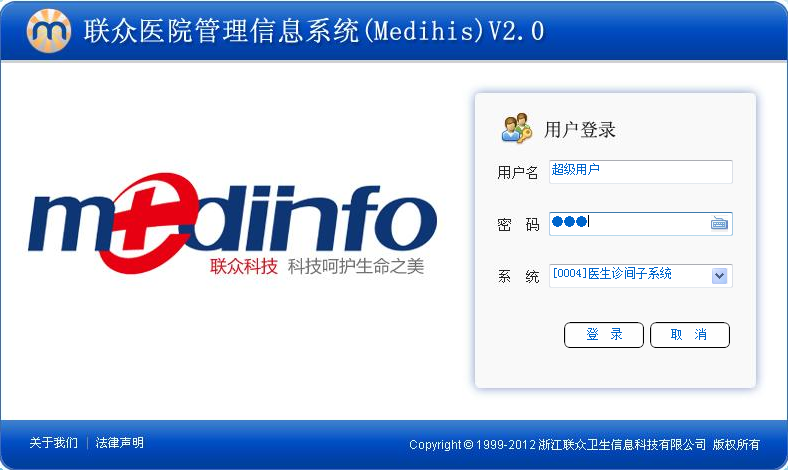 联众医院管理信息系统(Medihis)V2.0
用户登录
用户名 超级用户
密 码 ●●●
系 统 [0004]医生诊间子系统
登 录 取 消
mediinfo
联众科技 科技呵护生命之美
关于我们 | 法律声明
Copyright © 1999-2012 浙江联众卫生信息科技有限公司 版权所有